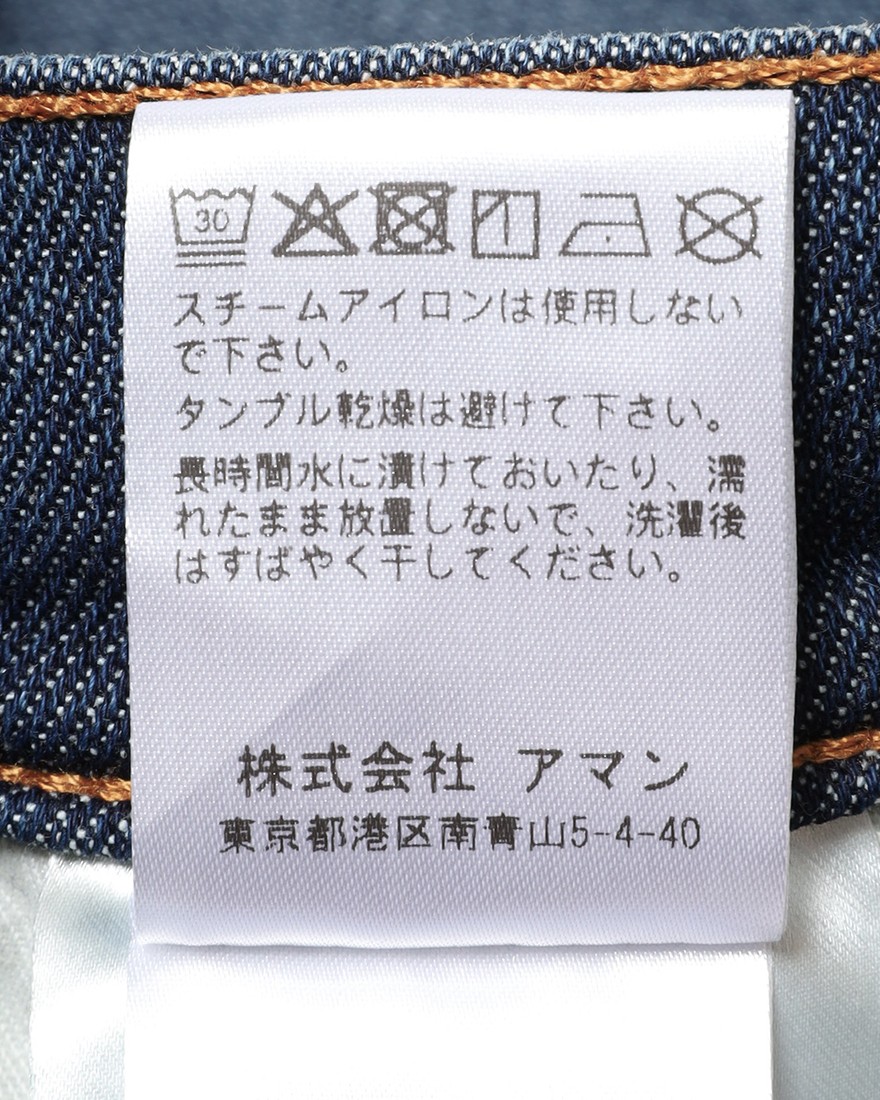 30
スチームアイロンは使用しない
で下さい。
タンブル乾燥は避けて下さい。
長時間水に漬けておいたり、濡
れたまま放置しないで、洗濯後
はすばやく干してください。
株式会社 アマン
東京都港区南青山5-4-40